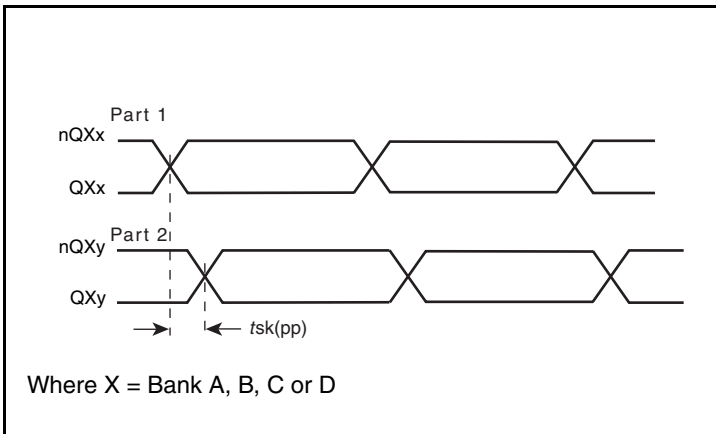 Part 1
nQXx
QXx
Part 2
nQXy
QXy
tsk(pp)
Where X = Bank A, B, C or D